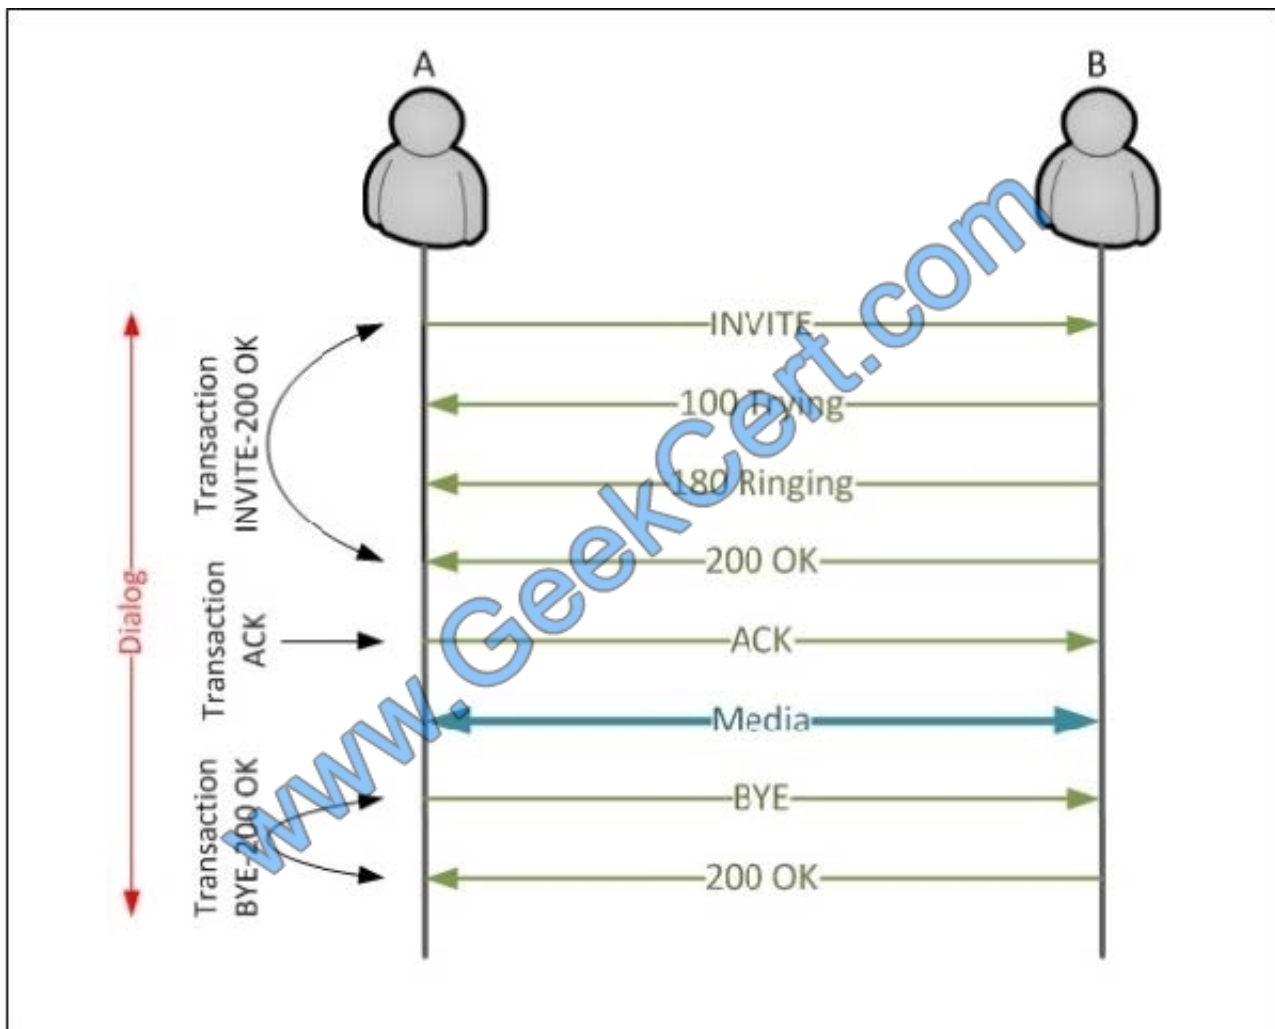 A
B
INVITE
100 Trying
180 Ringing
200 OK
ACK
Media
BYE
200 OK
Dialog
Transaction
INVITE-200 OK
Transaction
ACK
Transaction
BYE-200 OK
www.GeekCert.com